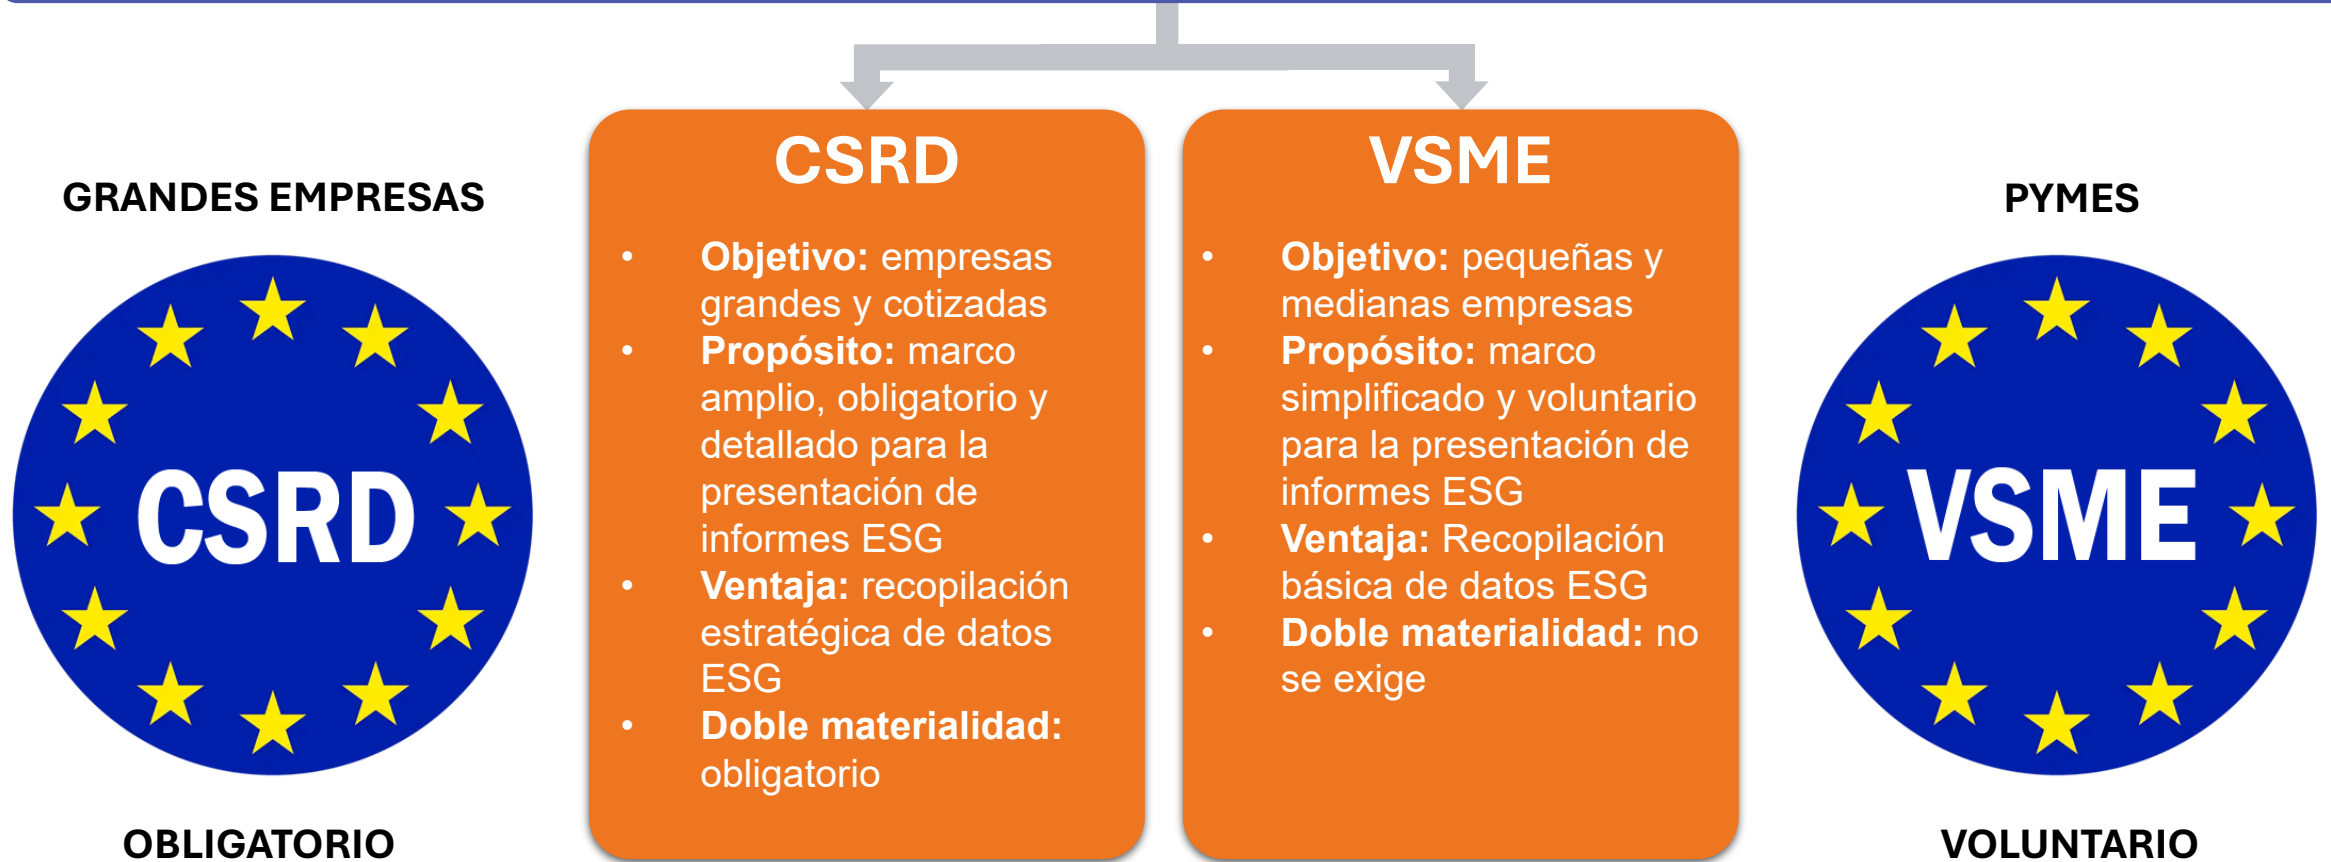 GRANDES EMPRESAS
CSRD
OBLIGATORIO
CSRD
• Objetivo: empresas
grandes y cotizadas
• Propósito: marco
amplio, obligatorio y
detallado para la
presentación de
informes ESG
• Ventaja: recopilación
estratégica de datos
ESG
• Doble materialidad:
obligatorio
VSME
• Objetivo: pequeñas y
medianas empresas
• Propósito: marco
simplificado y voluntario
para la presentación de
informes ESG
• Ventaja: Recopilación
básica de datos ESG
• Doble materialidad: no
se exige
PYMES
VSME
VOLUNTARIO